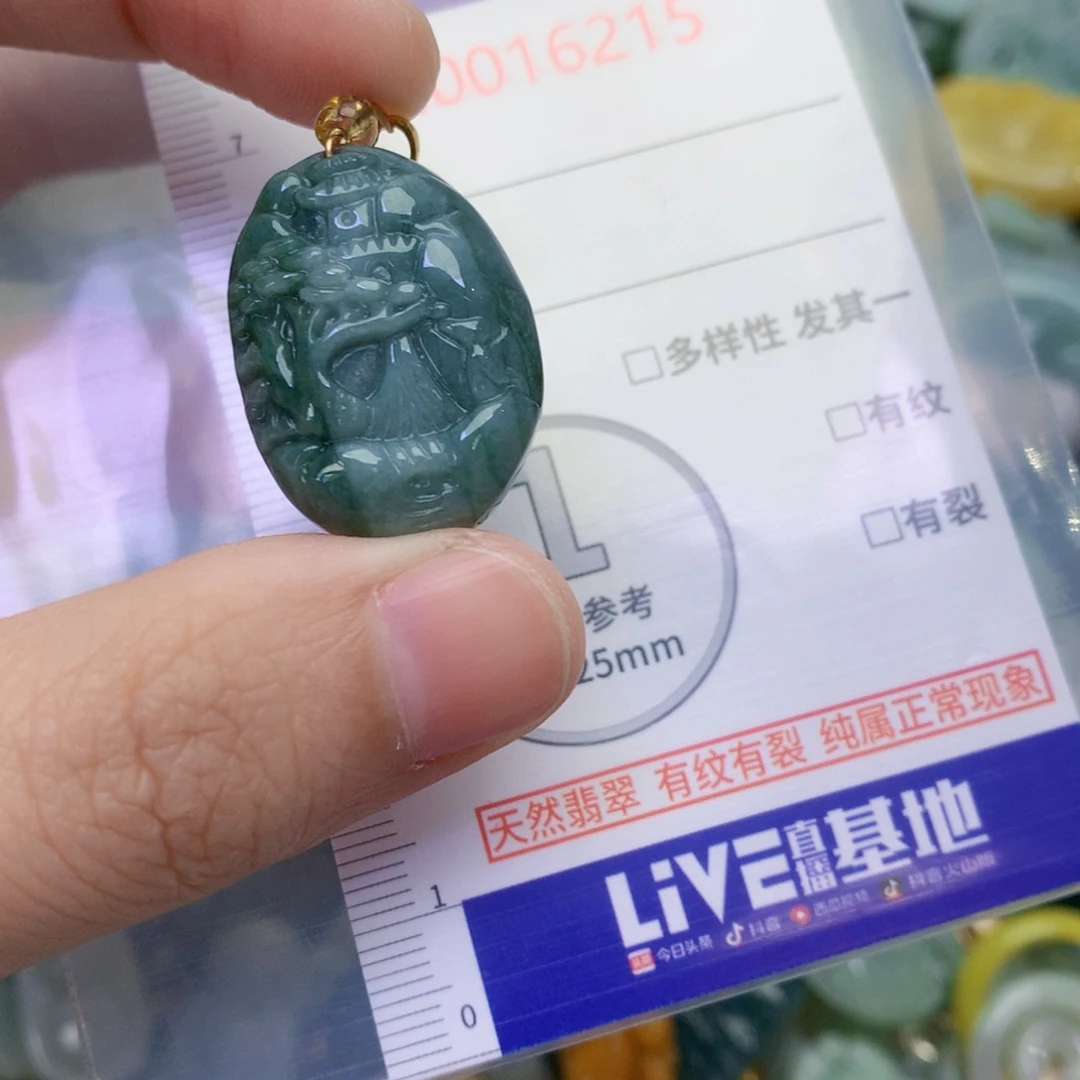 0016215
7
□多样性 发其一
□有纹
□有裂
1
参考
25mm
天然翡翠 有纹有裂 纯属正常现象
LiVE直播基地
今日头条 抖音 西瓜视频 抖音火山版
1
0